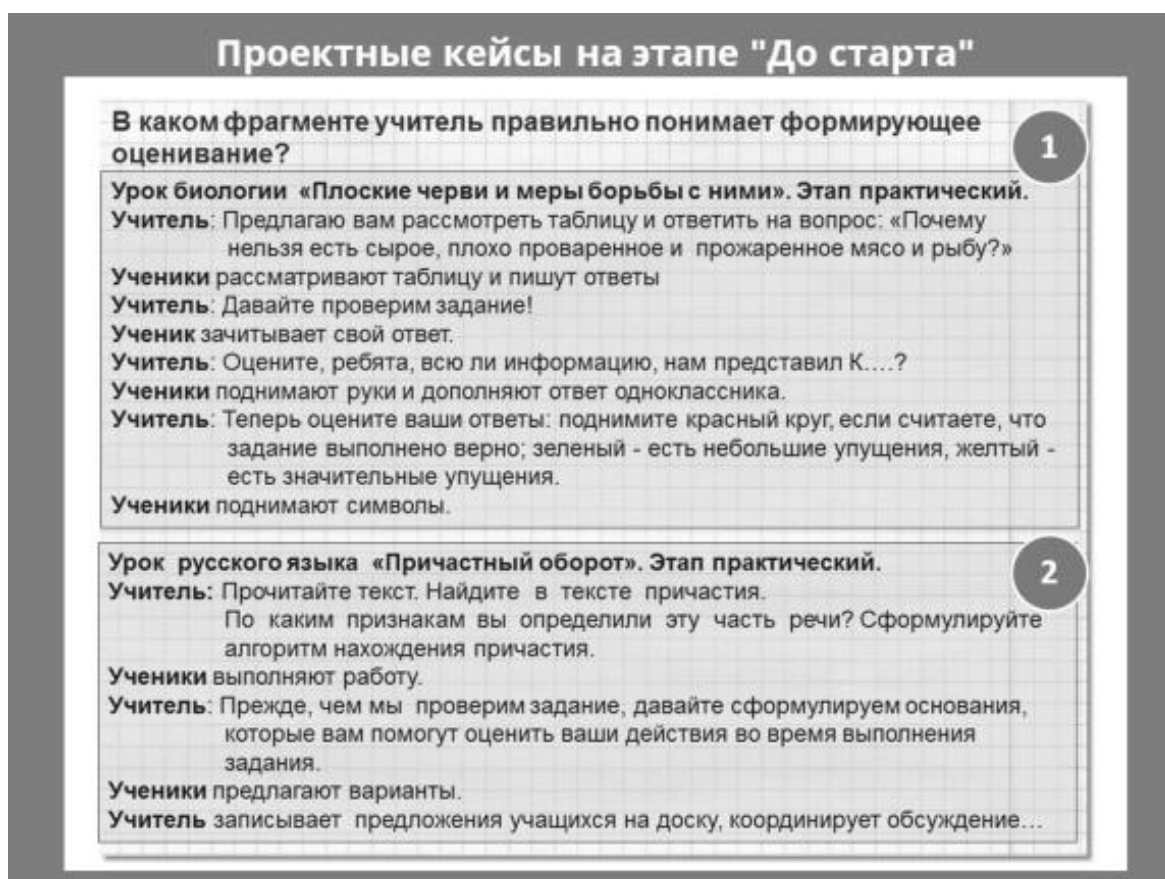 Проектные кейсы на этапе "До старта"
В каком фрагменте учитель правильно понимает формирующее
оценивание?
1
Урок биологии «Плоские черви и меры борьбы с ними». Этап практический.
Учитель: Предлагаю вам рассмотреть таблицу и ответить на вопрос: «Почему
нельзя есть сырое, плохо проваренное и прожаренное мясо и рыбу?»
Ученики рассматривают таблицу и пишут ответы
Учитель: Давайте проверим задание!
Ученик зачитывает свой ответ.
Учитель: Оцените, ребята, всю ли информацию, нам представил К….?
Ученики поднимают руки и дополняют ответ одноклассника.
Учитель: Теперь оцените ваши ответы: поднимите красный круг, если считаете, что
задание выполнено верно; зеленый - есть небольшие упущения, желтый -
есть значительные упущения.
Ученики поднимают символы.
2
Урок русского языка «Причастный оборот». Этап практический.
Учитель: Прочитайте текст. Найдите в тексте причастия.
По каким признакам вы определили эту часть речи? Сформулируйте
алгоритм нахождения причастия.
Ученики выполняют работу.
Учитель: Прежде, чем мы проверим задание, давайте сформулируем основания,
которые вам помогут оценить ваши действия во время выполнения
задания.
Ученики предлагают варианты.
Учитель записывает предложения учащихся на доску, координирует обсуждение…